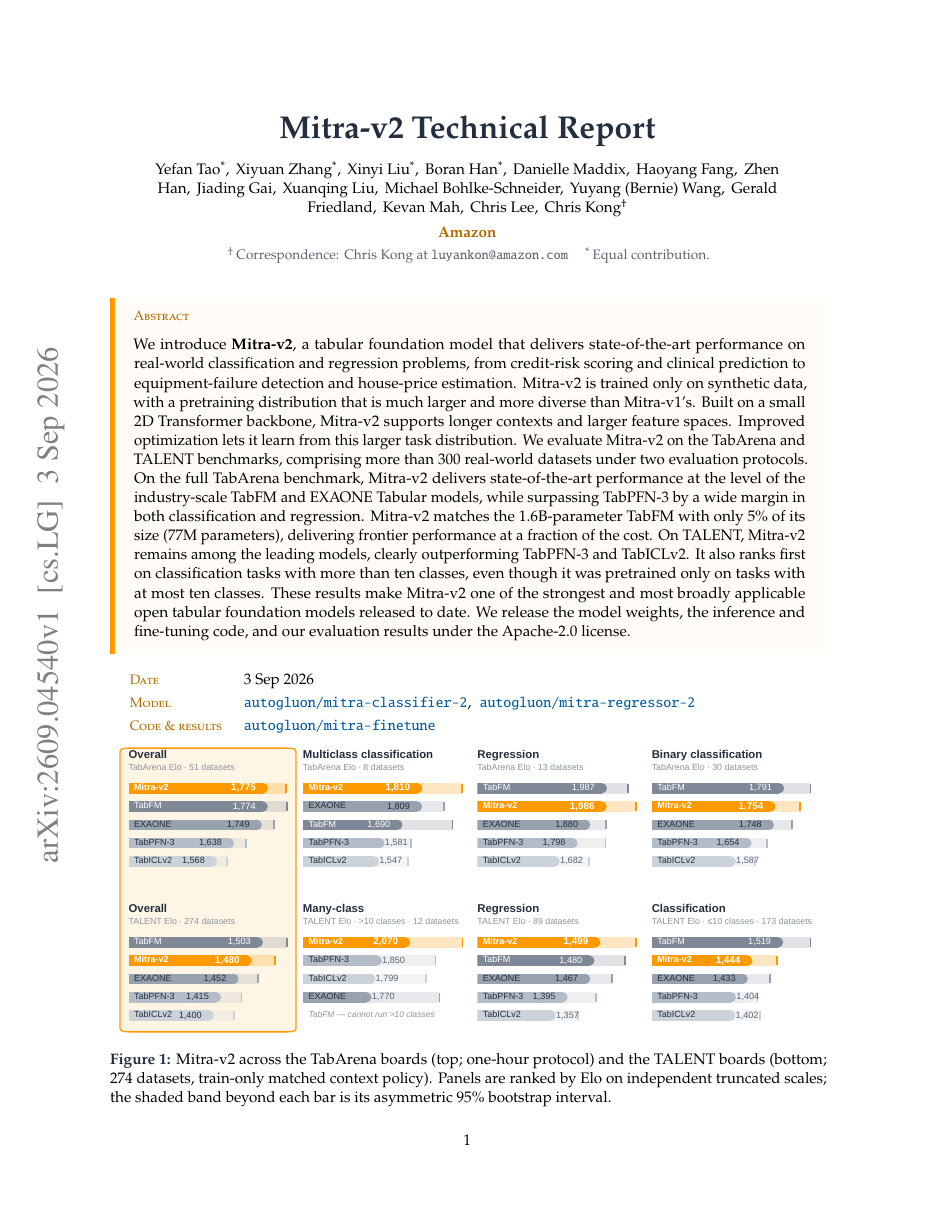 Mitra-v2 Technical Report
Yefan Tao*, Xiyuan Zhang*, Xinyi Liu*, Boran Han*, Danielle Maddix, Haoyang Fang, Zhen
Han, Jiading Gai, Xuanqing Liu, Michael Bohlke-Schneider, Yuyang (Bernie) Wang, Gerald
Friedland, Kevan Mah, Chris Lee, Chris Kong†
Amazon
† Correspondence: Chris Kong at luyankon@amazon.com * Equal contribution.
arXiv:2609.04540v1 [cs.LG] 3 Sep 2026
Abstract
We introduce Mitra-v2, a tabular foundation model that delivers state-of-the-art performance on
real-world classification and regression problems, from credit-risk scoring and clinical prediction to
equipment-failure detection and house-price estimation. Mitra-v2 is trained only on synthetic data,
with a pretraining distribution that is much larger and more diverse than Mitra-v1's. Built on a small
2D Transformer backbone, Mitra-v2 supports longer contexts and larger feature spaces. Improved
optimization lets it learn from this larger task distribution. We evaluate Mitra-v2 on the TabArena and
TALENT benchmarks, comprising more than 300 real-world datasets under two evaluation protocols.
On the full TabArena benchmark, Mitra-v2 delivers state-of-the-art performance at the level of the
industry-scale TabFM and EXAONE Tabular models, while surpassing TabPFN-3 by a wide margin in
both classification and regression. Mitra-v2 matches the 1.6B-parameter TabFM with only 5% of its
size (77M parameters), delivering frontier performance at a fraction of the cost. On TALENT, Mitra-v2
remains among the leading models, clearly outperforming TabPFN-3 and TabICLv2. It also ranks first
on classification tasks with more than ten classes, even though it was pretrained only on tasks with
at most ten classes. These results make Mitra-v2 one of the strongest and most broadly applicable
open tabular foundation models released to date. We release the model weights, the inference and
fine-tuning code, and our evaluation results under the Apache-2.0 license.
Date 3 Sep 2026
Model autogluon/mitra-classifier-2, autogluon/mitra-regressor-2
Code & results autogluon/mitra-finetune
Overall
TabArena Elo · 51 datasets
Mitra-v2 1,775
TabFM 1,774
EXAONE 1,749
TabPFN-3 1,638
TabICLv2 1,568
Multiclass classification
TabArena Elo · 8 datasets
Mitra-v2 1,810
EXAONE 1,809
TabFM 1,690
TabPFN-3 1,581
TabICLv2 1,547
Regression
TabArena Elo · 13 datasets
TabFM 1,987
Mitra-v2 1,986
EXAONE 1,880
TabPFN-3 1,798
TabICLv2 1,682
Binary classification
TabArena Elo · 30 datasets
TabFM 1,791
Mitra-v2 1,754
EXAONE 1,748
TabPFN-3 1,654
TabICLv2 1,587
Overall
TALENT Elo · 274 datasets
TabFM 1,503
Mitra-v2 1,480
EXAONE 1,452
TabPFN-3 1,415
TabICLv2 1,400
Many-class
TALENT Elo · >10 classes · 12 datasets
Mitra-v2 2,070
TabPFN-3 1,850
TabICLv2 1,799
EXAONE 1,770
TabFM — cannot run >10 classes
Regression
TALENT Elo · 89 datasets
Mitra-v2 1,499
TabFM 1,480
EXAONE 1,467
TabPFN-3 1,395
TabICLv2 1,357
Classification
TALENT Elo · ≤10 classes · 173 datasets
TabFM 1,519
Mitra-v2 1,444
EXAONE 1,433
TabPFN-3 1,404
TabICLv2 1,402
Figure 1: Mitra-v2 across the TabArena boards (top; one-hour protocol) and the TALENT boards (bottom;
274 datasets, train-only matched context policy). Panels are ranked by Elo on independent truncated scales;
the shaded band beyond each bar is its asymmetric 95% bootstrap interval.
1